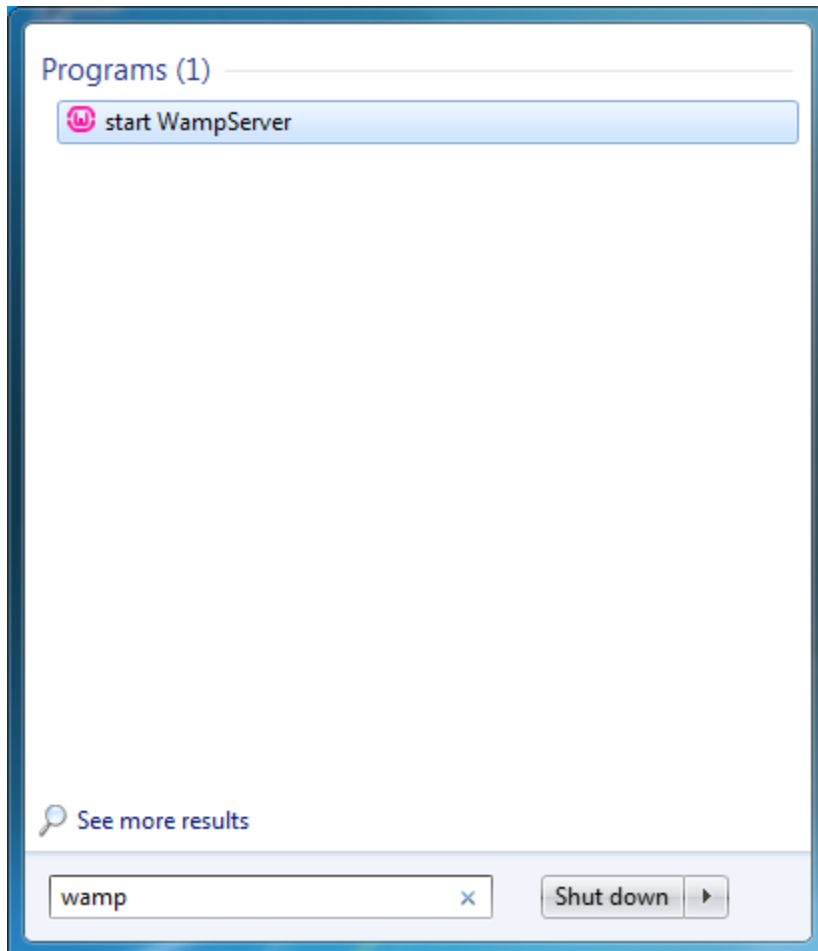 Programs (1)
start WampServer
See more results
wamp
Shut down